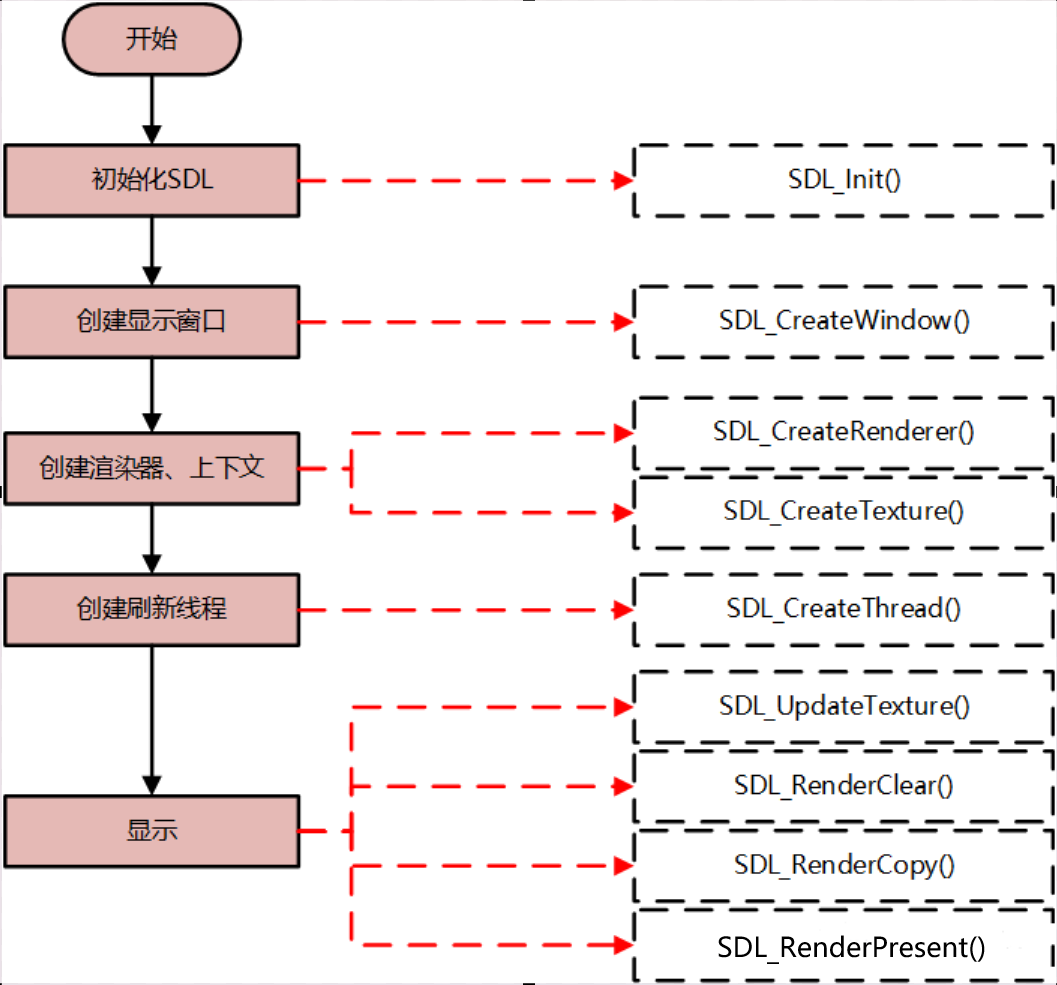 开始
初始化SDL
SDL_Init()
创建显示窗口
SDL_CreateWindow()
创建渲染器、上下文
SDL_CreateRenderer()
SDL_CreateTexture()
创建刷新线程
SDL_CreateThread()
显示
SDL_UpdateTexture()
SDL_RenderClear()
SDL_RenderCopy()
SDL_RenderPresent()